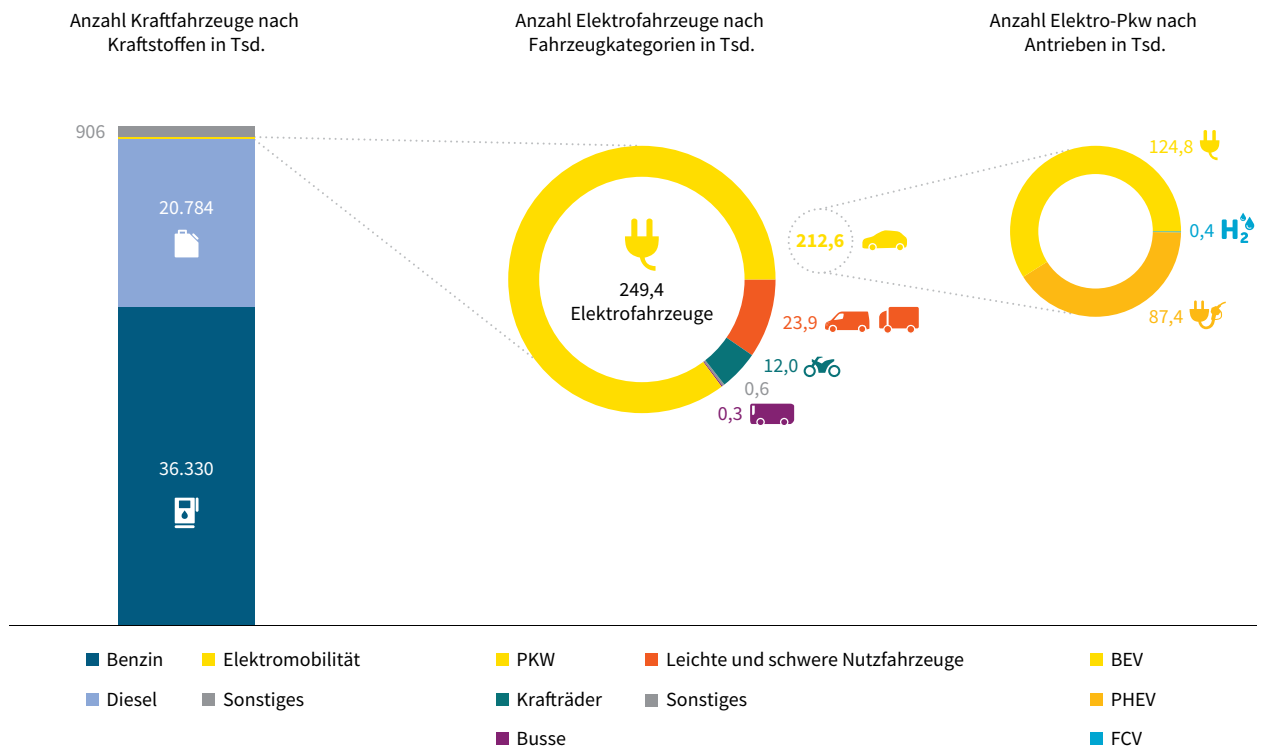 Anzahl Kraftfahrzeuge nach
Kraftstoffen in Tsd.
Anzahl Elektrofahrzeuge nach
Fahrzeugkategorien in Tsd.
Anzahl Elektro-Pkw nach
Antrieben in Tsd.
906
20.784
36.330
249,4
Elektrofahrzeuge
212,6
23,9
12,0
0,6
0,3
124,8
0,4 H2
87,4
Benzin
Elektromobilität
Diesel
Sonstiges
PKW
Leichte und schwere Nutzfahrzeuge
Krafträder
Sonstiges
Busse
BEV
PHEV
FCV